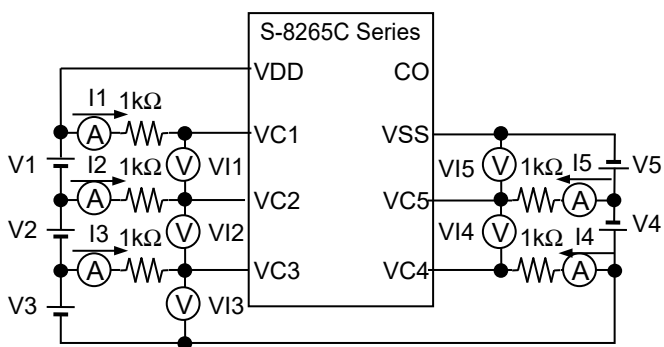 S-8265C Series
VDD CO
I1 1kΩ
A
VC1 VSS
V1 V VI1 VI5 V 1kΩ I5 V5
I2 1kΩ
A VC2 VC5 A
V2 V VI2 VI4 V V4
I3 1kΩ 1kΩ I4
A VC3 VC4 A
V3 V VI3